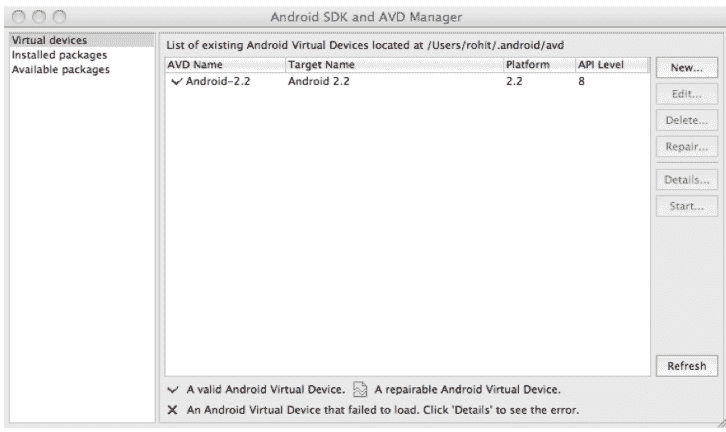 Android SDK and AVD Manager
Virtual devices
Installed packages
Available packages
List of existing Android Virtual Devices located at /Users/rohit/.android/avd
AVD Name Target Name Platform API Level
Android-2.2 Android 2.2 2.2 8
New...
Edit...
Delete...
Repair...
Details...
Start...
Refresh
A valid Android Virtual Device. A repairable Android Virtual Device.
An Android Virtual Device that failed to load. Click 'Details' to see the error.